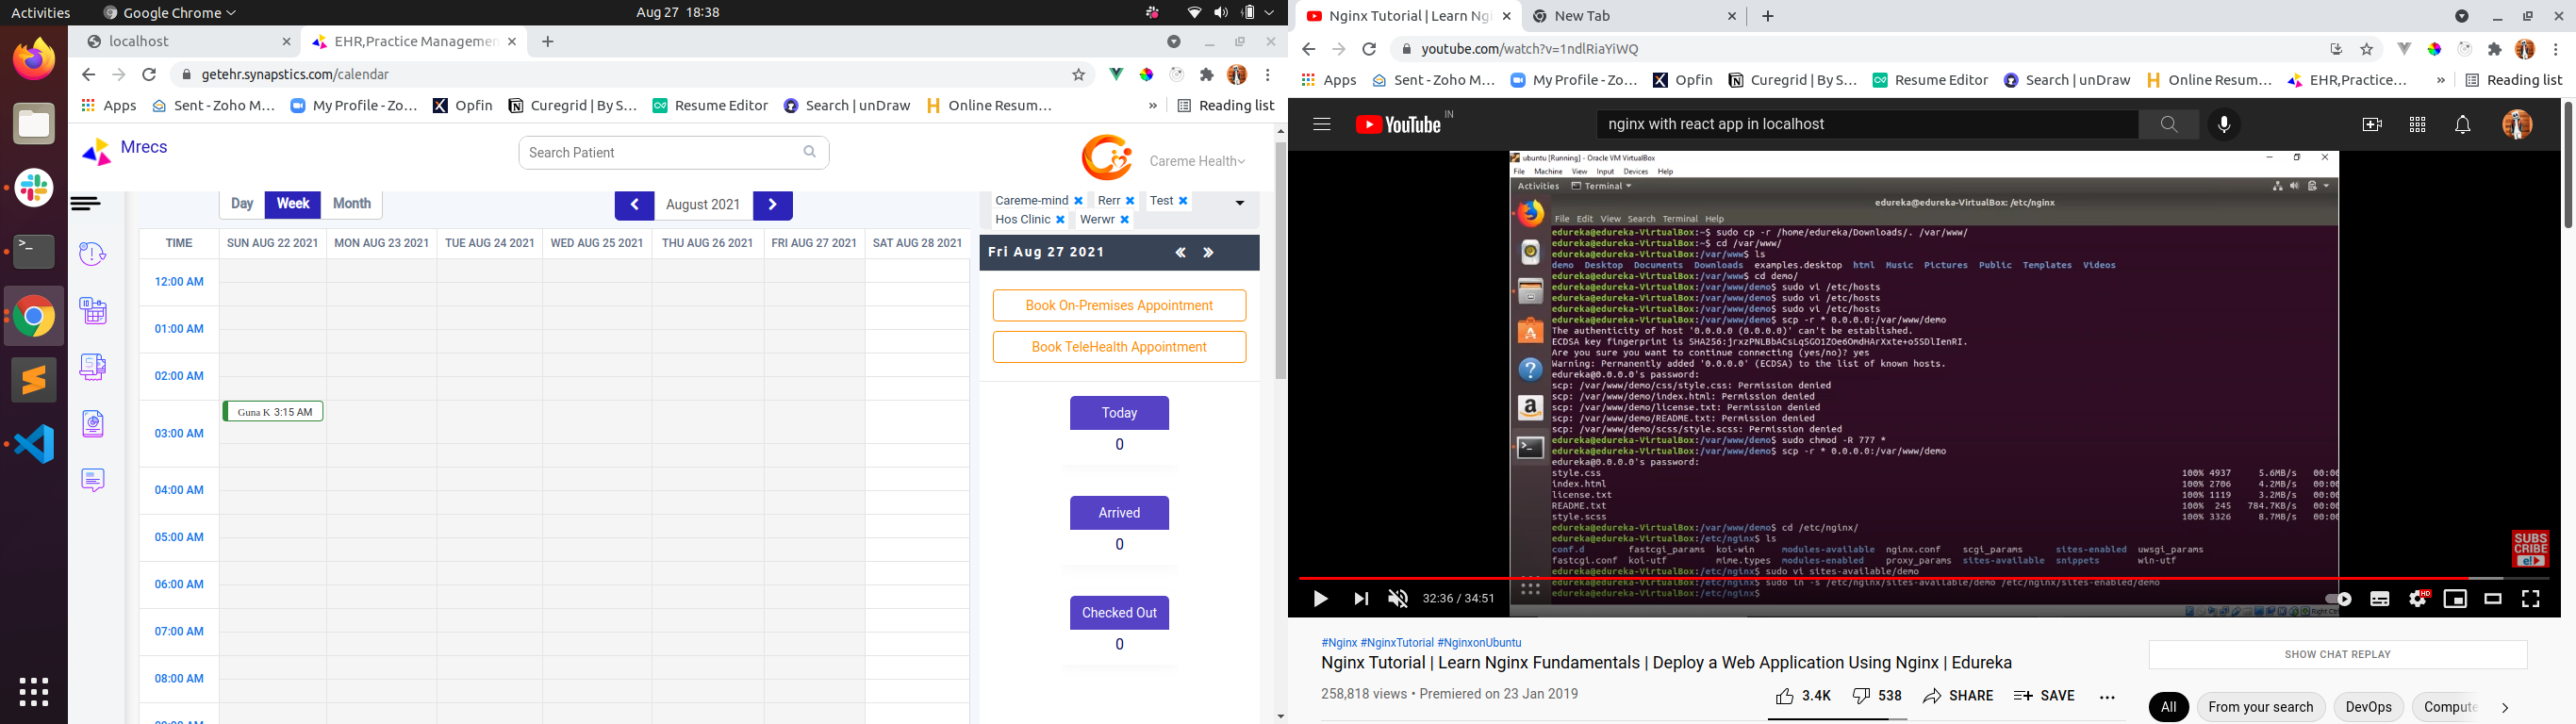 Activities
Google Chrome
Aug 27 18:38
localhost
EHR,Practice Managemen
getehr.synapstics.com/calendar
Apps
Sent - Zoho M...
My Profile - Zo...
Opfin
Curegrid | By S...
Resume Editor
Search | unDraw
Online Resum...
»
Reading list
Mrecs
Search Patient
Careme Health
Day
Week
Month
August 2021
Careme-mind ×
Rerr ×
Test ×
Hos Clinic ×
Werwr ×
TIME
SUN AUG 22 2021
MON AUG 23 2021
TUE AUG 24 2021
WED AUG 25 2021
THU AUG 26 2021
FRI AUG 27 2021
SAT AUG 28 2021
Fri Aug 27 2021
12:00 AM
01:00 AM
02:00 AM
Guna K 3:15 AM
03:00 AM
04:00 AM
05:00 AM
06:00 AM
07:00 AM
08:00 AM
Book On-Premises Appointment
Book TeleHealth Appointment
Today
0
Arrived
0
Checked Out
0
Nginx Tutorial | Learn Ngi
New Tab
youtube.com/watch?v=1ndlRiaYiWQ
Apps
Sent - Zoho M...
My Profile - Zo...
Opfin
Curegrid | By S...
Resume Editor
Search | unDraw
Online Resum...
EHR,Practice...
»
Reading list
YouTube IN
nginx with react app in localhost
ubuntu [Running] - Oracle VM VirtualBox
File Machine View Input Devices Help
Activities
Terminal
edureka@edureka-VirtualBox: /etc/nginx
File Edit View Search Terminal Help
edureka@edureka-VirtualBox:~$ sudo cp -r /home/edureka/Downloads/. /var/www/
edureka@edureka-VirtualBox:~$ cd /var/www/
edureka@edureka-VirtualBox:/var/www$ ls
demo Desktop Documents Downloads examples.desktop html Music Pictures Public Templates Videos
edureka@edureka-VirtualBox:/var/www$ cd demo/
edureka@edureka-VirtualBox:/var/www/demo$ sudo vi /etc/hosts
edureka@edureka-VirtualBox:/var/www/demo$ sudo vi /etc/hosts
edureka@edureka-VirtualBox:/var/www/demo$ sudo vi /etc/hosts
edureka@edureka-VirtualBox:/var/www/demo$ scp -r * 0.0.0.0:/var/www/demo
The authenticity of host '0.0.0.0 (0.0.0.0)' can't be established.
ECDSA key fingerprint is SHA256:jrxzPNLBbACsLqSGO1ZOe6OmdHArXxte+o5SDlIenRI.
Are you sure you want to continue connecting (yes/no)? yes
Warning: Permanently added '0.0.0.0' (ECDSA) to the list of known hosts.
edureka@0.0.0.0's password:
scp: /var/www/demo/css/style.css: Permission denied
scp: /var/www/demo/index.html: Permission denied
scp: /var/www/demo/license.txt: Permission denied
scp: /var/www/demo/README.txt: Permission denied
scp: /var/www/demo/scss/style.scss: Permission denied
edureka@edureka-VirtualBox:/var/www/demo$ sudo chmod -R 777 *
edureka@edureka-VirtualBox:/var/www/demo$ scp -r * 0.0.0.0:/var/www/demo
edureka@0.0.0.0's password:
style.css 100% 4937 5.6MB/s 00:00
index.html 100% 2706 4.2MB/s 00:00
license.txt 100% 1119 3.2MB/s 00:00
README.txt 100% 245 784.7KB/s 00:00
style.scss 100% 3326 8.7MB/s 00:00
edureka@edureka-VirtualBox:/var/www/demo$ cd /etc/nginx/
edureka@edureka-VirtualBox:/etc/nginx$ ls
conf.d fastcgi_params koi-win modules-available nginx.conf scgi_params sites-enabled uwsgi_params
fastcgi.conf koi-utf mime.types modules-enabled proxy_params sites-available snippets win-utf
edureka@edureka-VirtualBox:/etc/nginx$ sudo vi sites-available/demo
edureka@edureka-VirtualBox:/etc/nginx$ sudo ln -s /etc/nginx/sites-available/demo /etc/nginx/sites-enabled/demo
edureka@edureka-VirtualBox:/etc/nginx$
Right Ctrl
SUBS
CRIBE
e!
32:36 / 34:51
HD
#Nginx #NginxTutorial #NginxonUbuntu
Nginx Tutorial | Learn Nginx Fundamentals | Deploy a Web Application Using Nginx | Edureka
258,818 views • Premiered on 23 Jan 2019
3.4K
538
SHARE
SAVE
SHOW CHAT REPLAY
All
From your search
DevOps
Compute